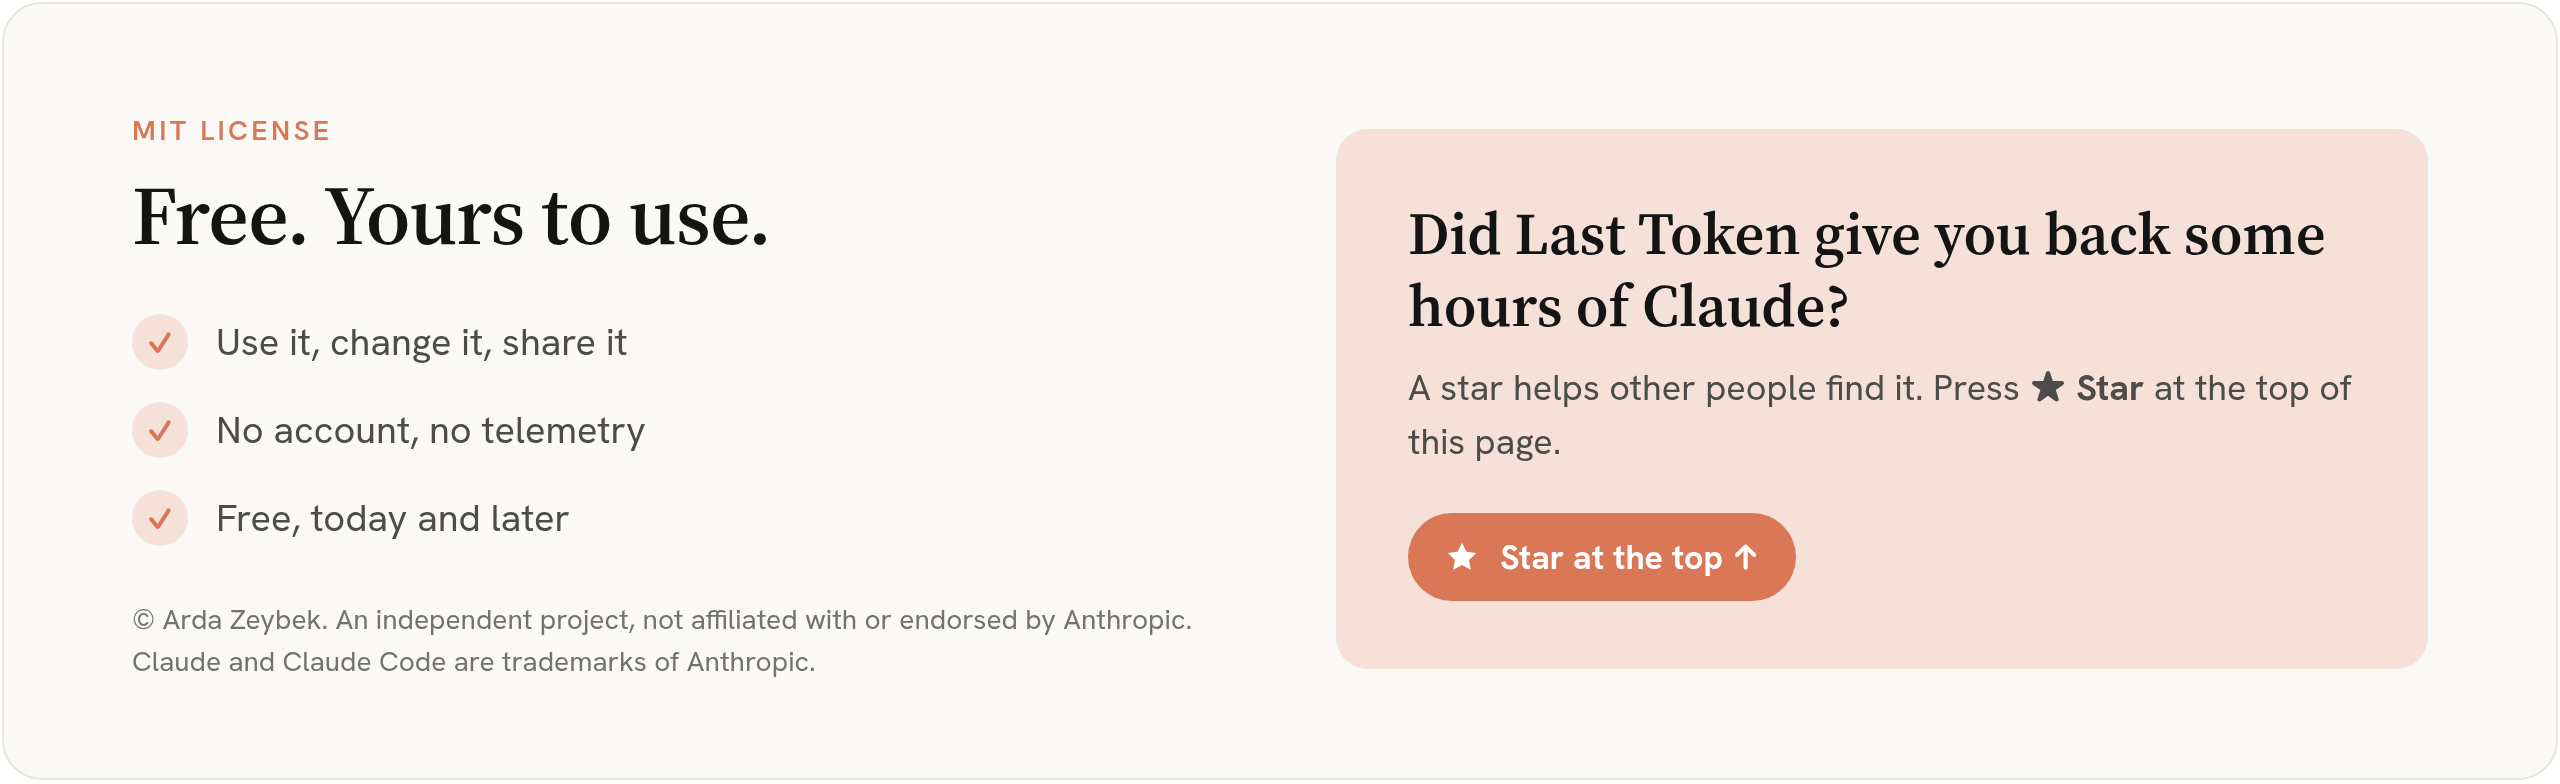 MIT LICENSE
Free. Yours to use.
Use it, change it, share it
No account, no telemetry
Free, today and later
© Arda Zeybek. An independent project, not affiliated with or endorsed by Anthropic.
Claude and Claude Code are trademarks of Anthropic.
Did Last Token give you back some
hours of Claude?
A star helps other people find it. Press ★ Star at the top of
this page.
★ Star at the top ↑